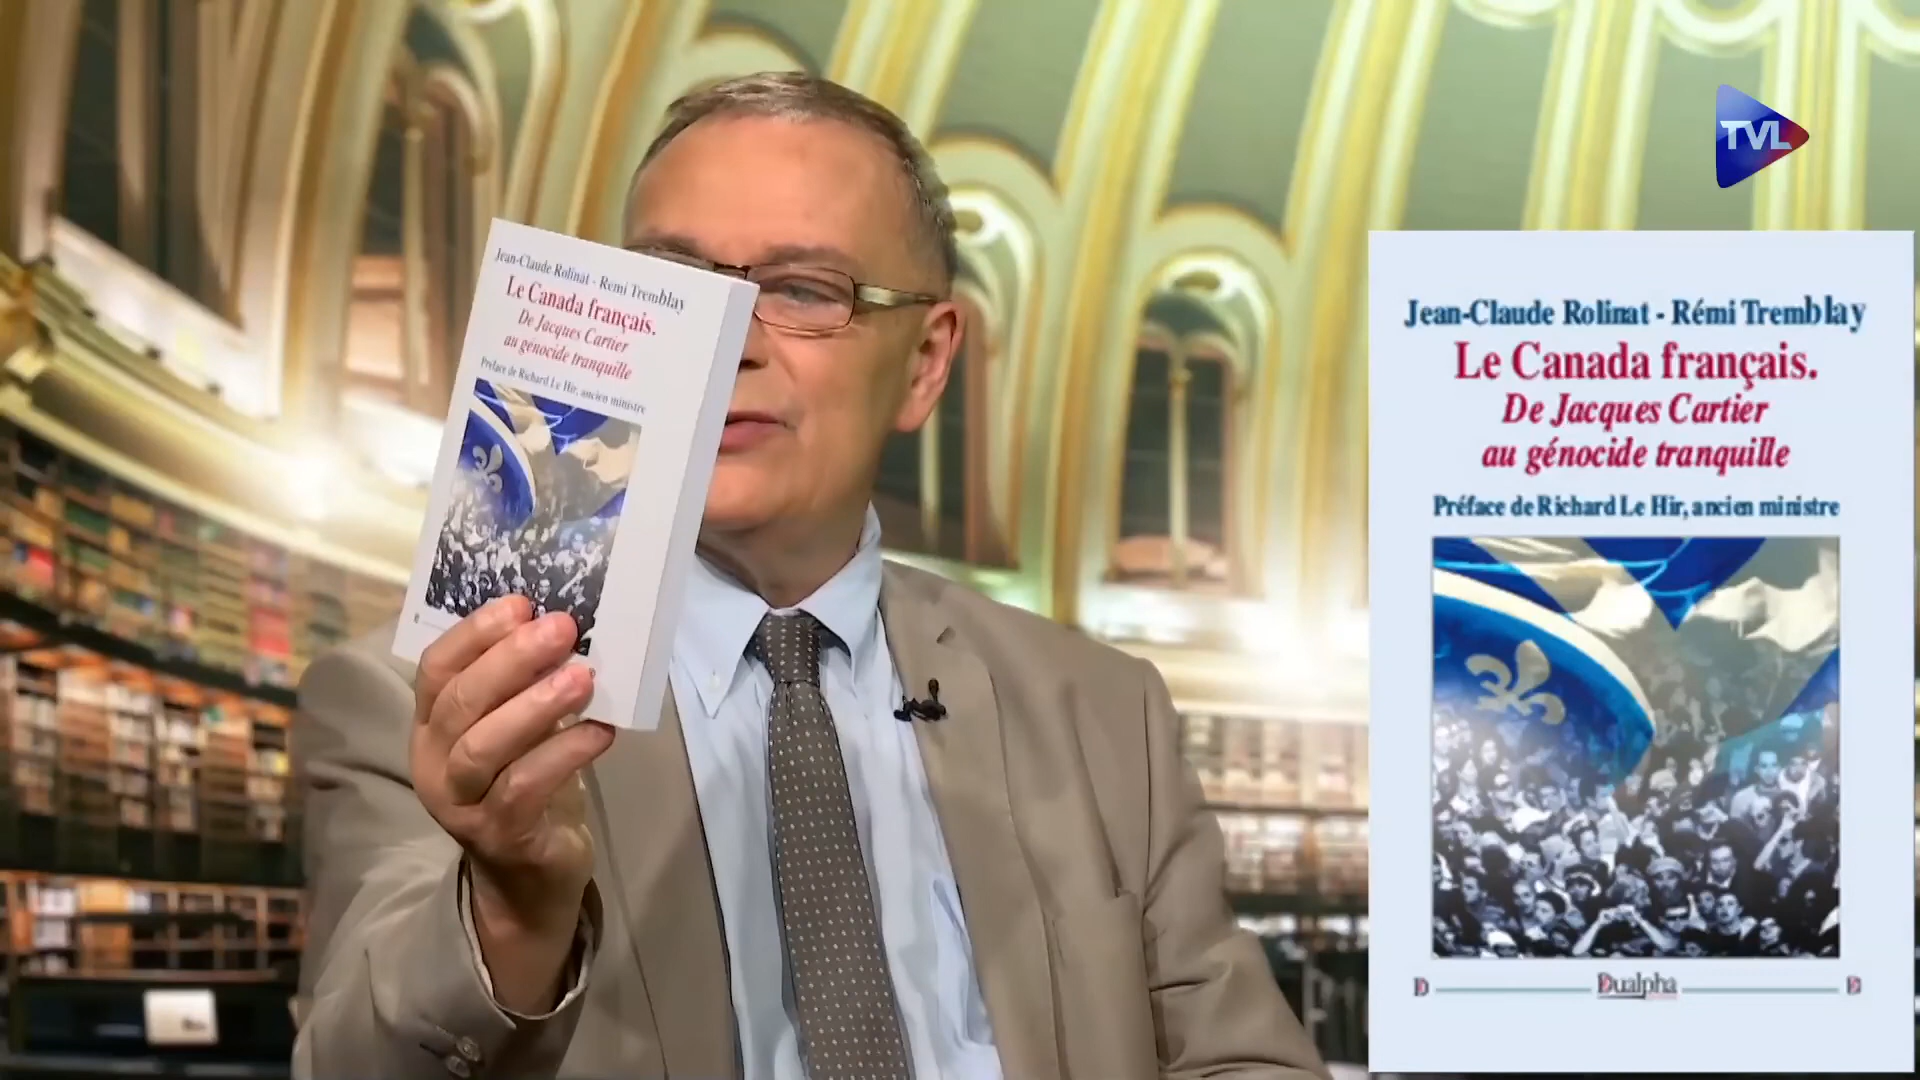 TVL
Jean-Claude Rolinat - Remi Tremblay
Le Canada français.
De Jacques Cartier
au génocide tranquille
Préface de Richard Le Hir, ancien ministre
Jean-Claude Rolinat - Rémi Tremblay
Le Canada français.
De Jacques Cartier
au génocide tranquille
Préface de Richard Le Hir, ancien ministre
D Dualpha D